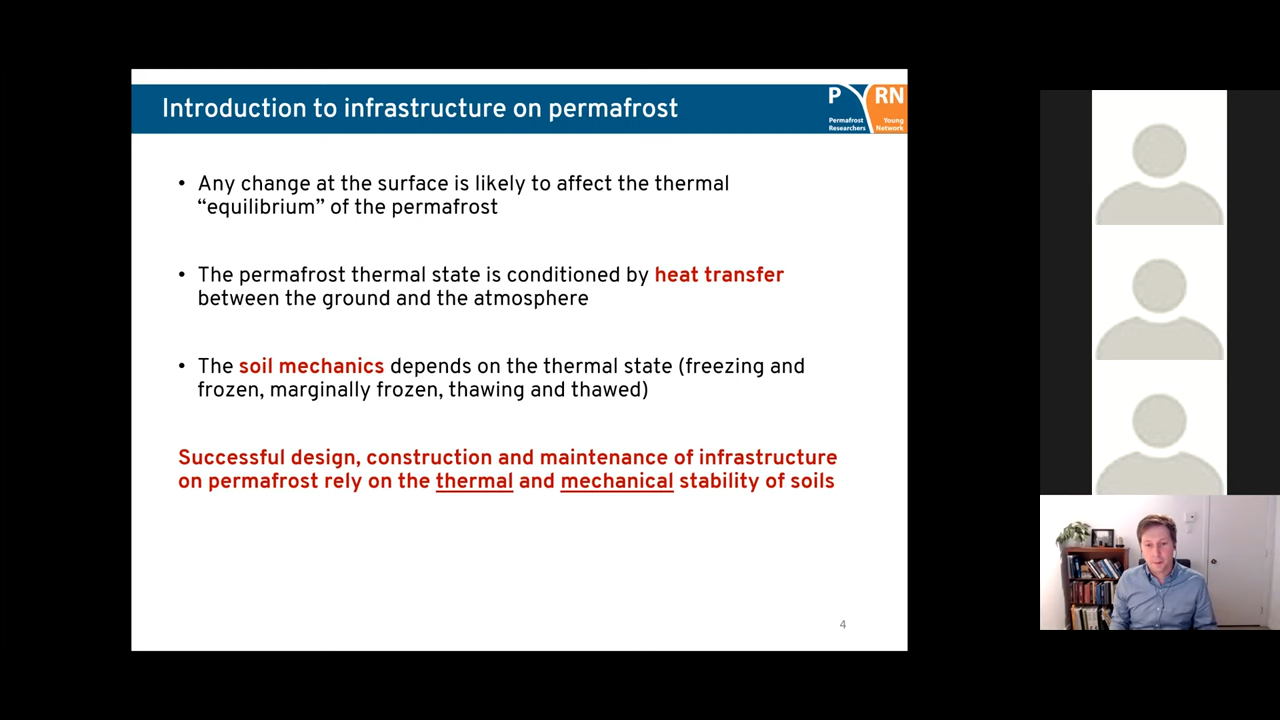 Introduction to infrastructure on permafrost
P RN
Permafrost Young
Researchers Network
• Any change at the surface is likely to affect the thermal
“equilibrium” of the permafrost
• The permafrost thermal state is conditioned by heat transfer
between the ground and the atmosphere
• The soil mechanics depends on the thermal state (freezing and
frozen, marginally frozen, thawing and thawed)
Successful design, construction and maintenance of infrastructure
on permafrost rely on the thermal and mechanical stability of soils
4